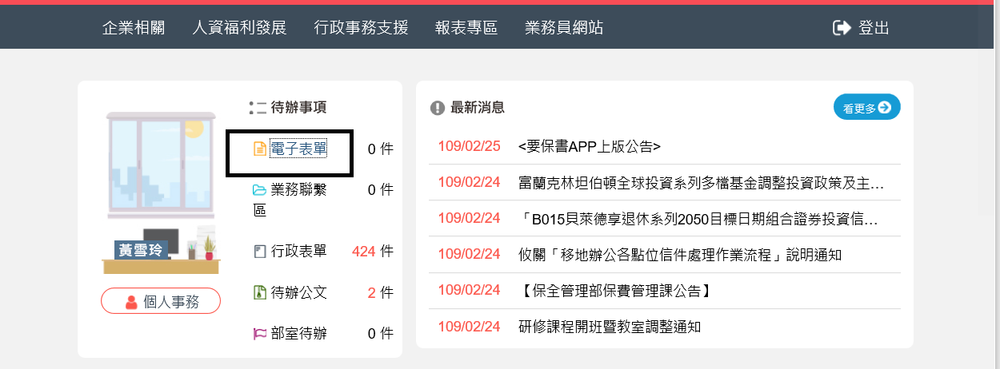 企業相關 人資福利發展 行政事務支援 報表專區 業務員網站 登出
待辦事項
電子表單 0 件
業務聯繫區 0 件
行政表單 424 件
待辦公文 2 件
部室待辦 0 件
黃雪玲
個人事務
最新消息 看更多
109/02/25 <要保書APP上版公告>
109/02/24 富蘭克林坦伯頓全球投資系列多檔基金調整投資政策及主...
109/02/24 「B015貝萊德享退休系列2050目標日期組合證券投資信...
109/02/24 攸關「移地辦公各點位信件處理作業流程」說明通知
109/02/24 【保全管理部保費管理課公告】
109/02/24 研修課程開班暨教室調整通知